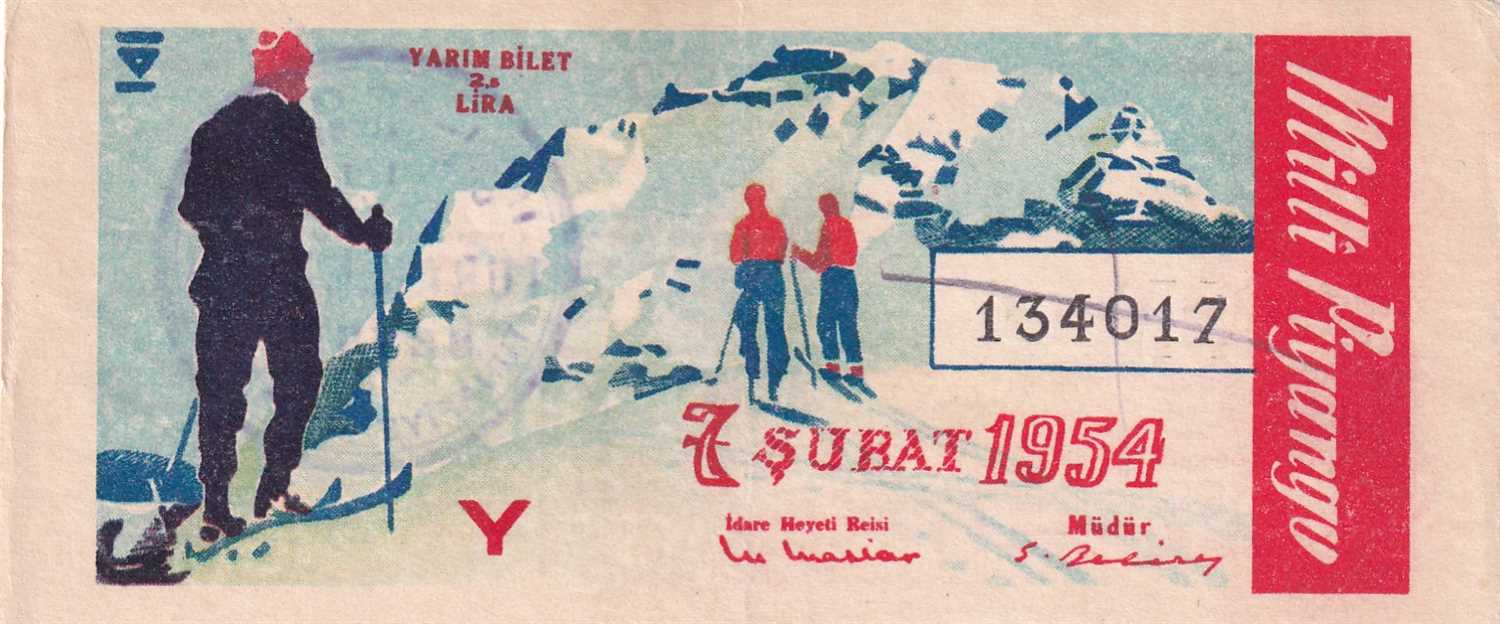 YARIM BİLET
2.5
LİRA
134017
7 ŞUBAT 1954
Y
İdare Heyeti Reisi
Müdür
Milli Piyango